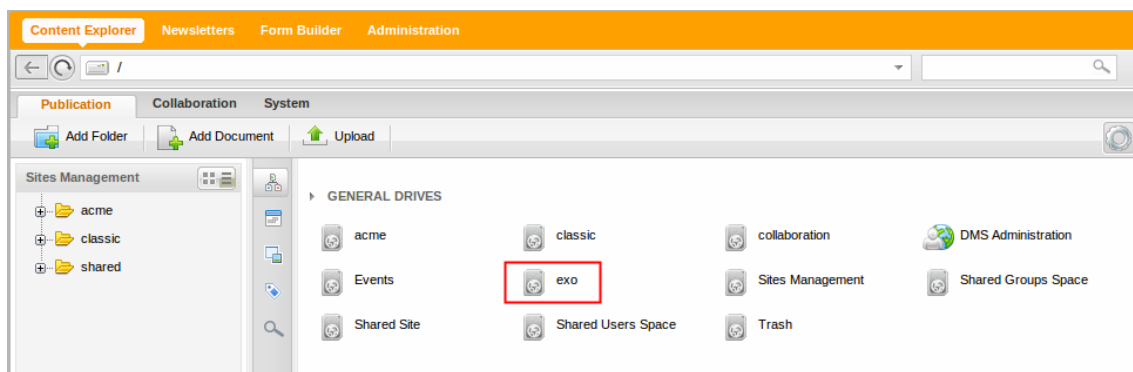 Content Explorer Newsletters Form Builder Administration
/
Publication Collaboration System
Add Folder Add Document Upload
Sites Management
acme
classic
shared
GENERAL DRIVES
acme classic collaboration DMS Administration
Events exo Sites Management Shared Groups Space
Shared Site Shared Users Space Trash